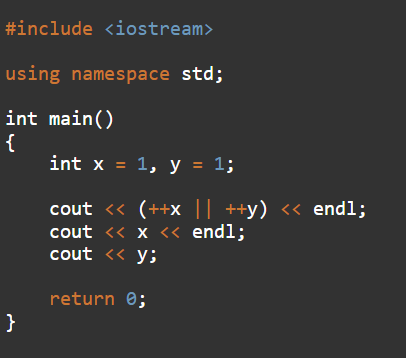 #include <iostream>
using namespace std;
int main()
{
    int x = 1, y = 1;
    cout << (++x || ++y) << endl;
    cout << x << endl;
    cout << y;
    return 0;
}